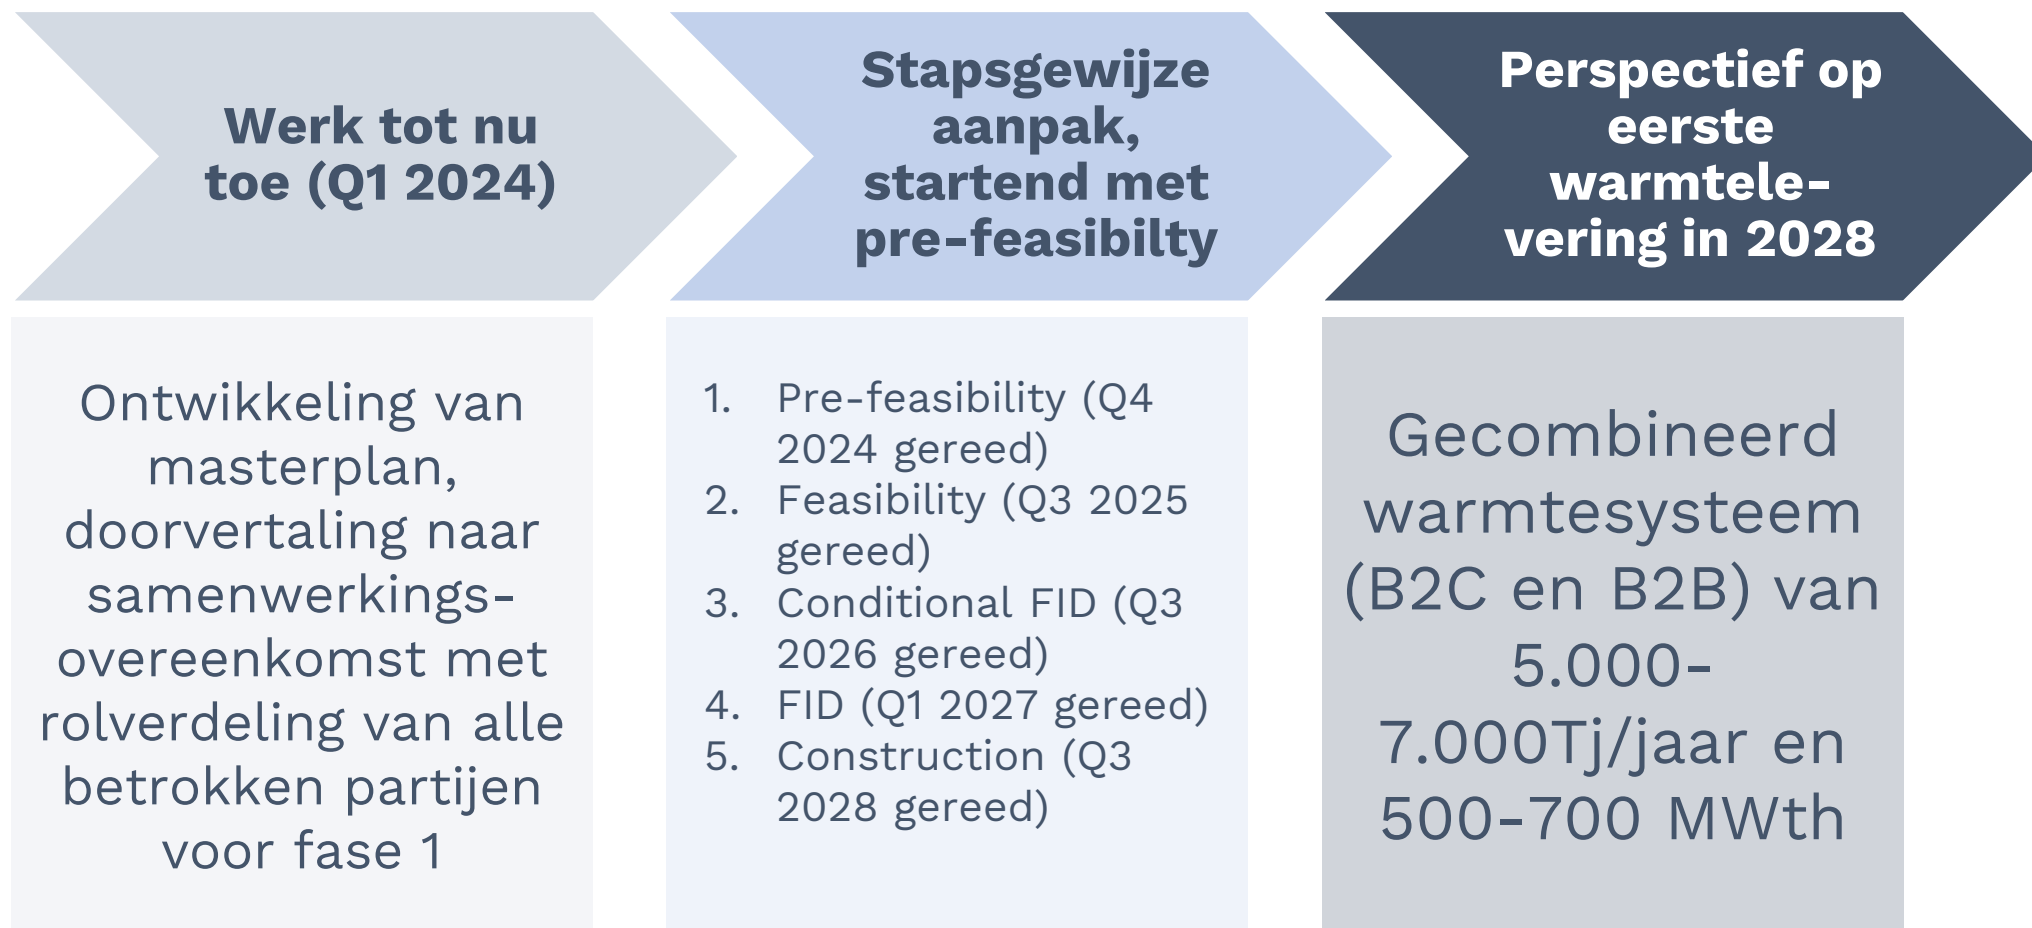 Werk tot nu
toe (Q1 2024)
Ontwikkeling van
masterplan,
doorvertaling naar
samenwerkings-
overeenkomst met
rolverdeling van alle
betrokken partijen
voor fase 1
Stapsgewijze
aanpak,
startend met
pre-feasibilty
1. Pre-feasibility (Q4
2024 gereed)
2. Feasibility (Q3 2025
gereed)
3. Conditional FID (Q3
2026 gereed)
4. FID (Q1 2027 gereed)
5. Construction (Q3
2028 gereed)
Perspectief op
eerste
warmtele-
vering in 2028
Gecombineerd
warmtesysteem
(B2C en B2B) van
5.000-
7.000Tj/jaar en
500-700 MWth